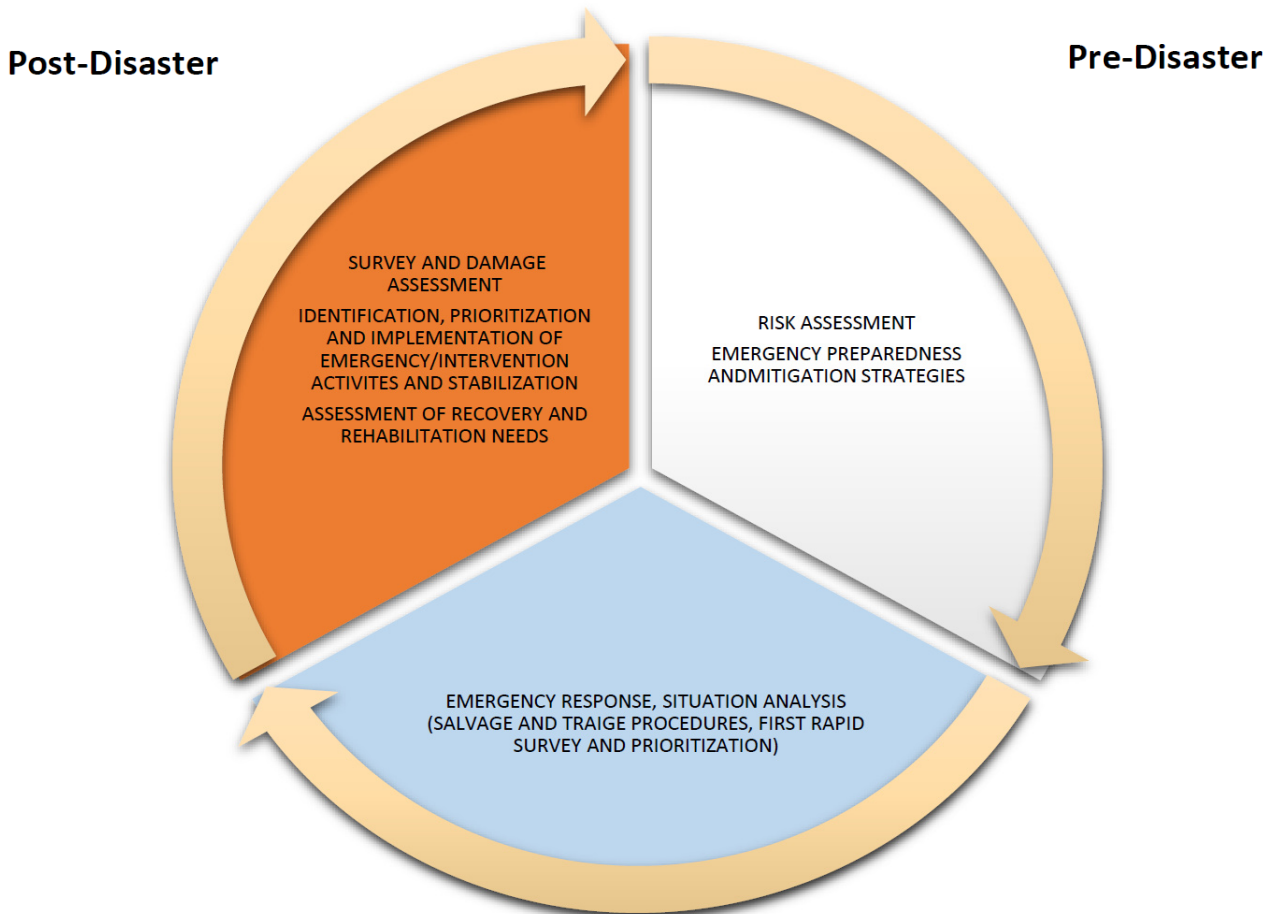 Post-Disaster
Pre-Disaster
SURVEY AND DAMAGE
ASSESSMENT
IDENTIFICATION, PRIORITIZATION
AND IMPLEMENTATION OF
EMERGENCY/INTERVENTION
ACTIVITES AND STABILIZATION
ASSESSMENT OF RECOVERY AND
REHABILITATION NEEDS
RISK ASSESSMENT
EMERGENCY PREPAREDNESS
ANDMITIGATION STRATEGIES
EMERGENCY RESPONSE, SITUATION ANALYSIS
(SALVAGE AND TRAIGE PROCEDURES, FIRST RAPID
SURVEY AND PRIORITIZATION)